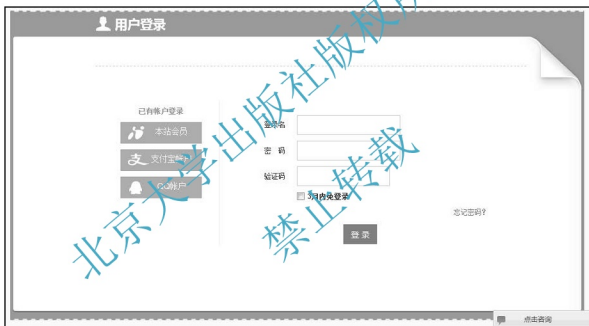 用户登录
已有帐户登录
本站会员
支付宝帐户
QQ帐户
登录名
密 码
验证码
3月内免登录
忘记密码?
登 录
点击咨询
北京大学出版社版权所
禁止转载